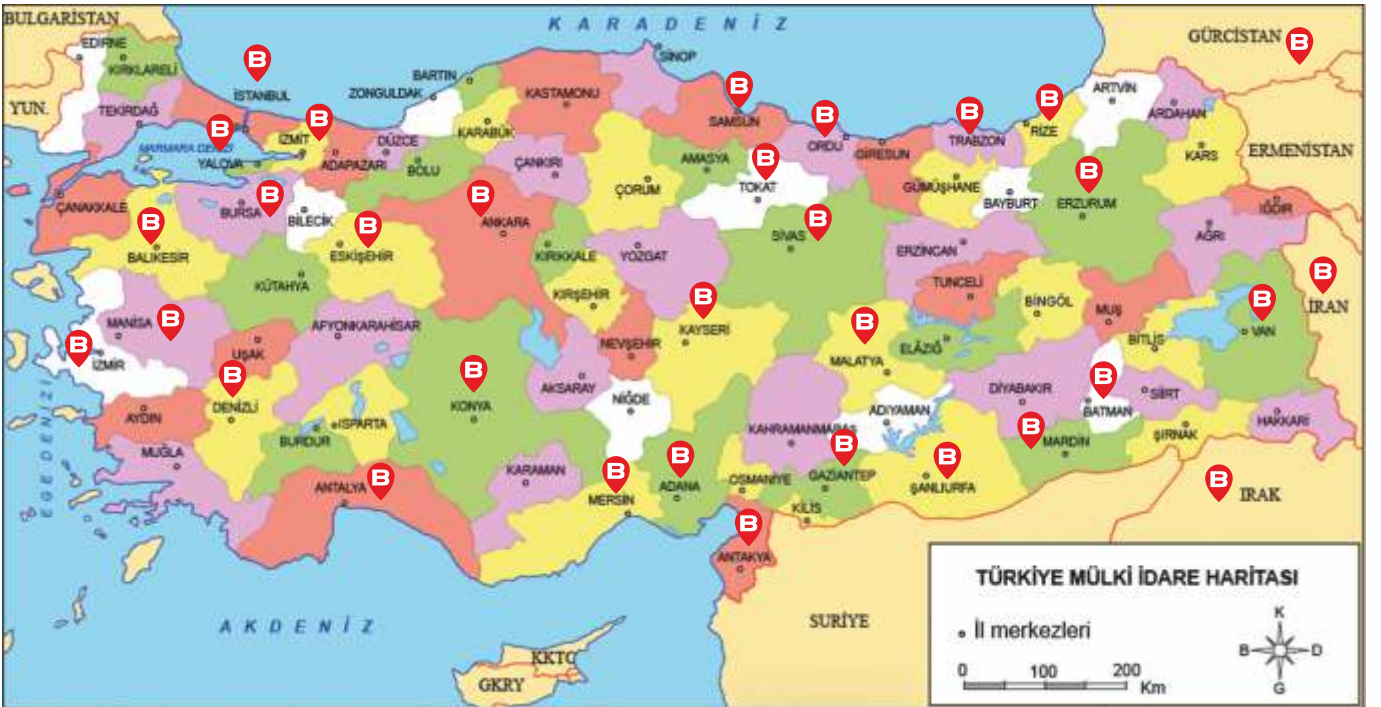 BULGARİSTAN
KARADENİZ
GÜRCİSTAN
B
EDİRNE
KIRKLARELİ
SİNOP
BARTIN
B
ZONGULDAK
İSTANBUL
KASTAMONU
B
B
ARTVİN
YUN.
TEKİRDAĞ
B
B
SAMSUN
B
B
RİZE
ARDAHAN
KARABÜK
İZMİT
DÜZCE
ORDU
TRABZON
MARMARA DENİZİ
YALOVA
ADAPAZARI
BOLU
ÇANKIRI
AMASYA
GİRESUN
KARS
ERMENİSTAN
B
TOKAT
ÇORUM
GÜMÜŞHANE
BAYBURT
B
ERZURUM
ÇANAKKALE
B
BURSA
BİLECİK
B
ANKARA
IĞDIR
B
BALIKESİR
B
ESKİŞEHİR
B
SİVAS
AĞRI
KIRIKKALE
YOZGAT
ERZİNCAN
B
İRAN
KÜTAHYA
KIRŞEHİR
TUNCELİ
BİNGÖL
MUŞ
B
VAN
MANİSA
B
AFYONKARAHİSAR
B
KAYSERİ
B
MALATYA
ELÂZIĞ
BİTLİS
B
İZMİR
UŞAK
NEVŞEHİR
B
DENİZLİ
B
KONYA
AKSARAY
NİĞDE
DİYABAKIR
B
BATMAN
SİİRT
AYDIN
ADIYAMAN
HAKKARİ
BURDUR
ISPARTA
KAHRAMANMARAŞ
B
MARDİN
ŞIRNAK
MUĞLA
B
GAZİANTEP
B
ŞANLIURFA
EGE DENİZİ
ANTALYA
B
KARAMAN
B
MERSİN
B
ADANA
OSMANİYE
B
IRAK
KİLİS
B
ANTAKYA
AKDENİZ
SURİYE
KKTC
GKRY
TÜRKİYE MÜLKİ İDARE HARİTASI
İl merkezleri
0 100 200
Km
K
B D
G